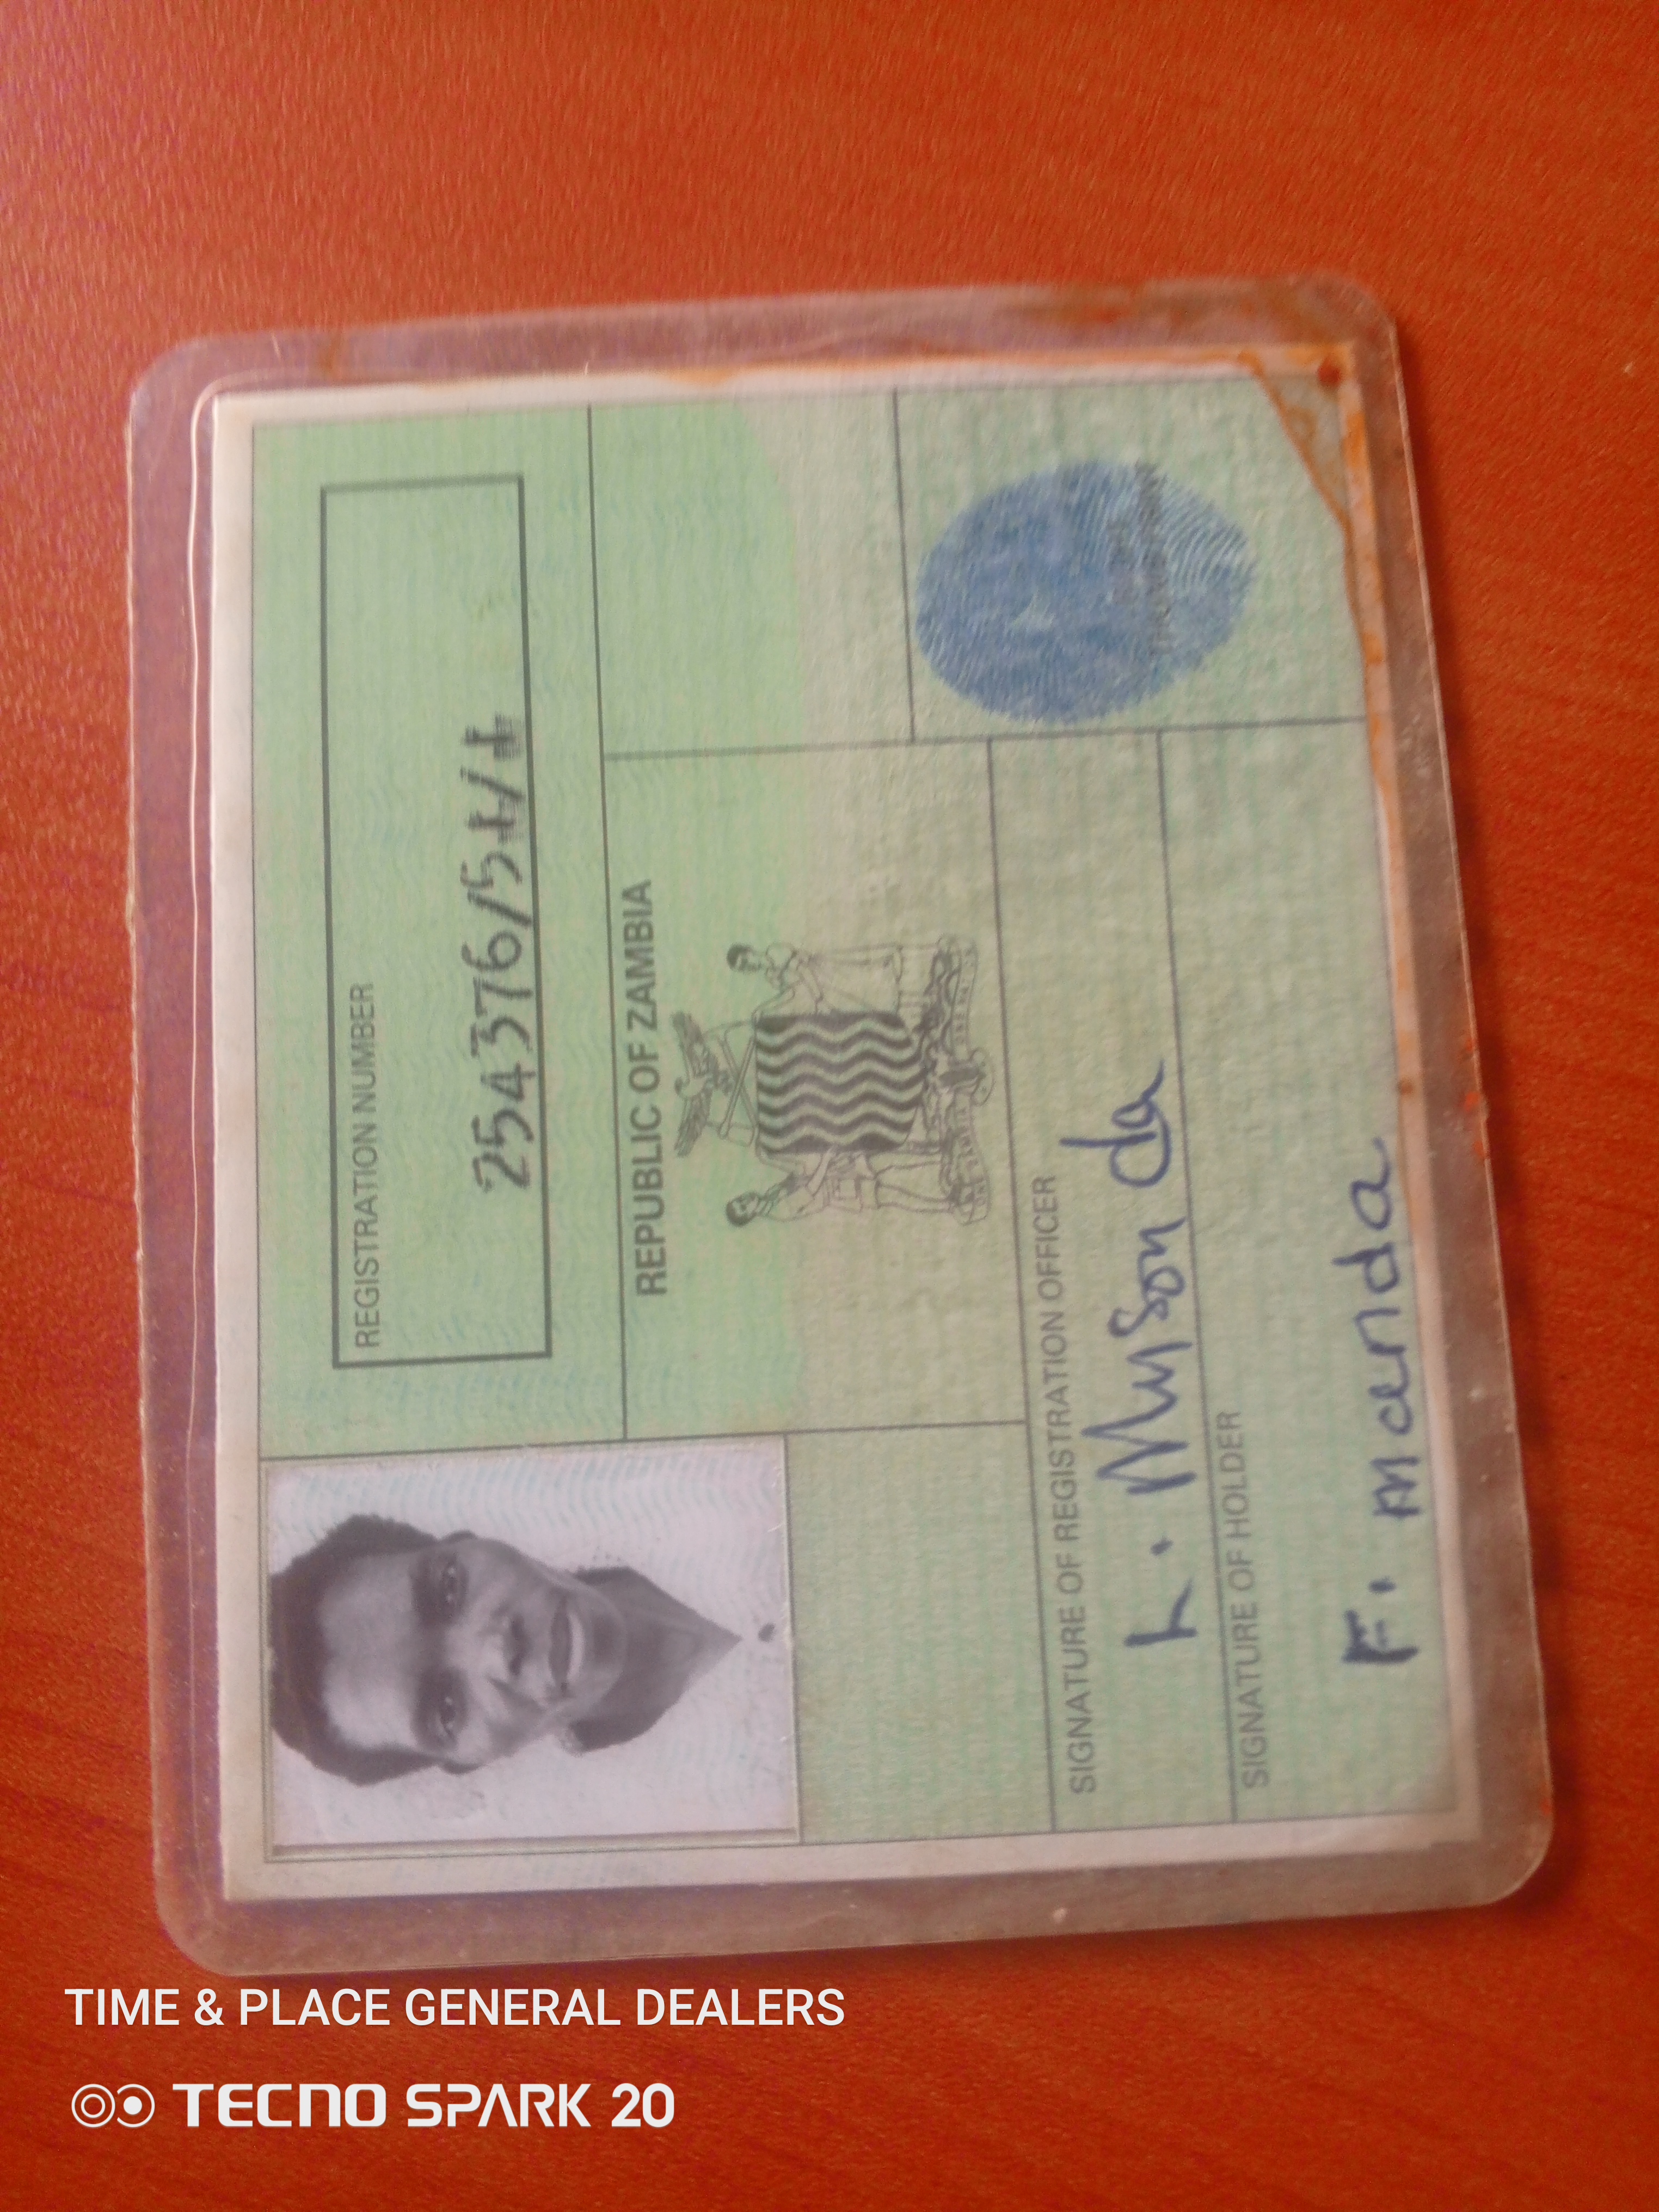 REGISTRATION NUMBER
254376/54/1
REPUBLIC OF ZAMBIA
SIGNATURE OF REGISTRATION OFFICER
L. Musonda
SIGNATURE OF HOLDER
TIME & PLACE GENERAL DEALERS
TECNO SPARK 20